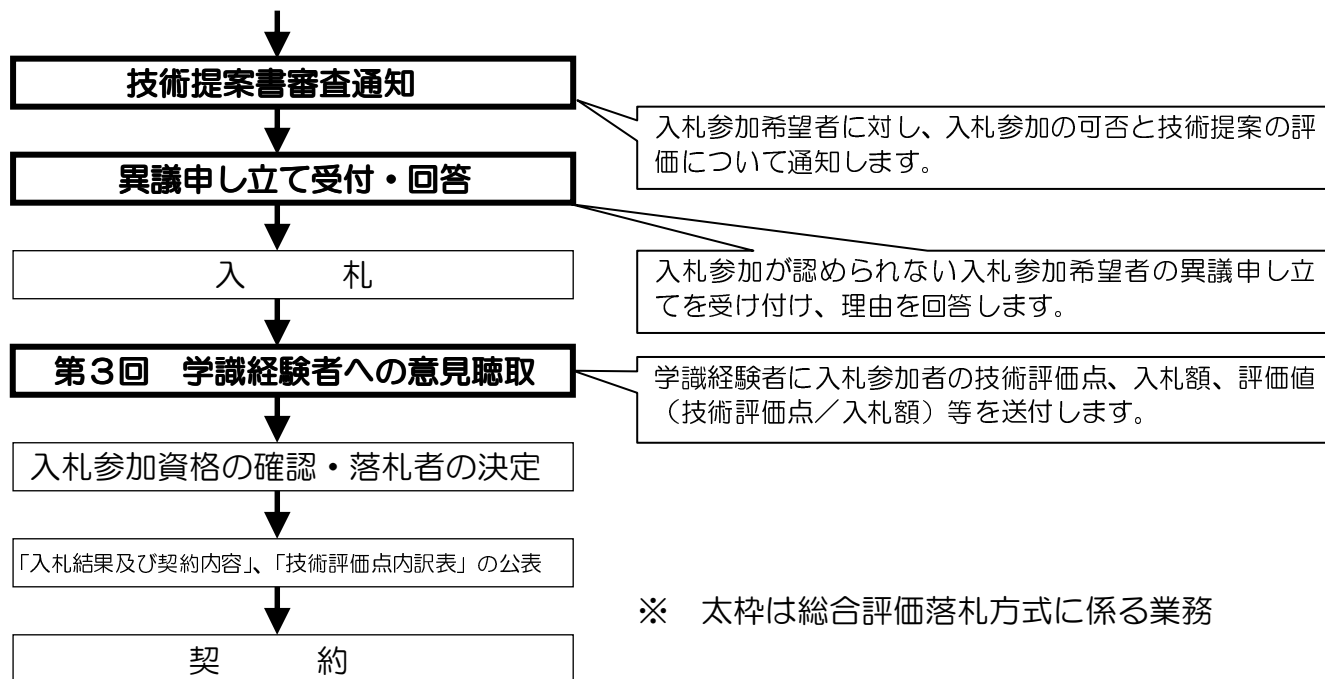 技術提案書審査通知
入札参加希望者に対し、入札参加の可否と技術提案の評
価について通知します。
異議申し立て受付・回答
入札参加が認められない入札参加希望者の異議申し立
てを受け付け、理由を回答します。
入　　　札
第３回　学識経験者への意見聴取
学識経験者に入札参加者の技術評価点、入札額、評価値
（技術評価点／入札額）等を送付します。
入札参加資格の確認・落札者の決定
「入札結果及び契約内容」、「技術評価点内訳表」の公表
※　太枠は総合評価落札方式に係る業務
契　　　約